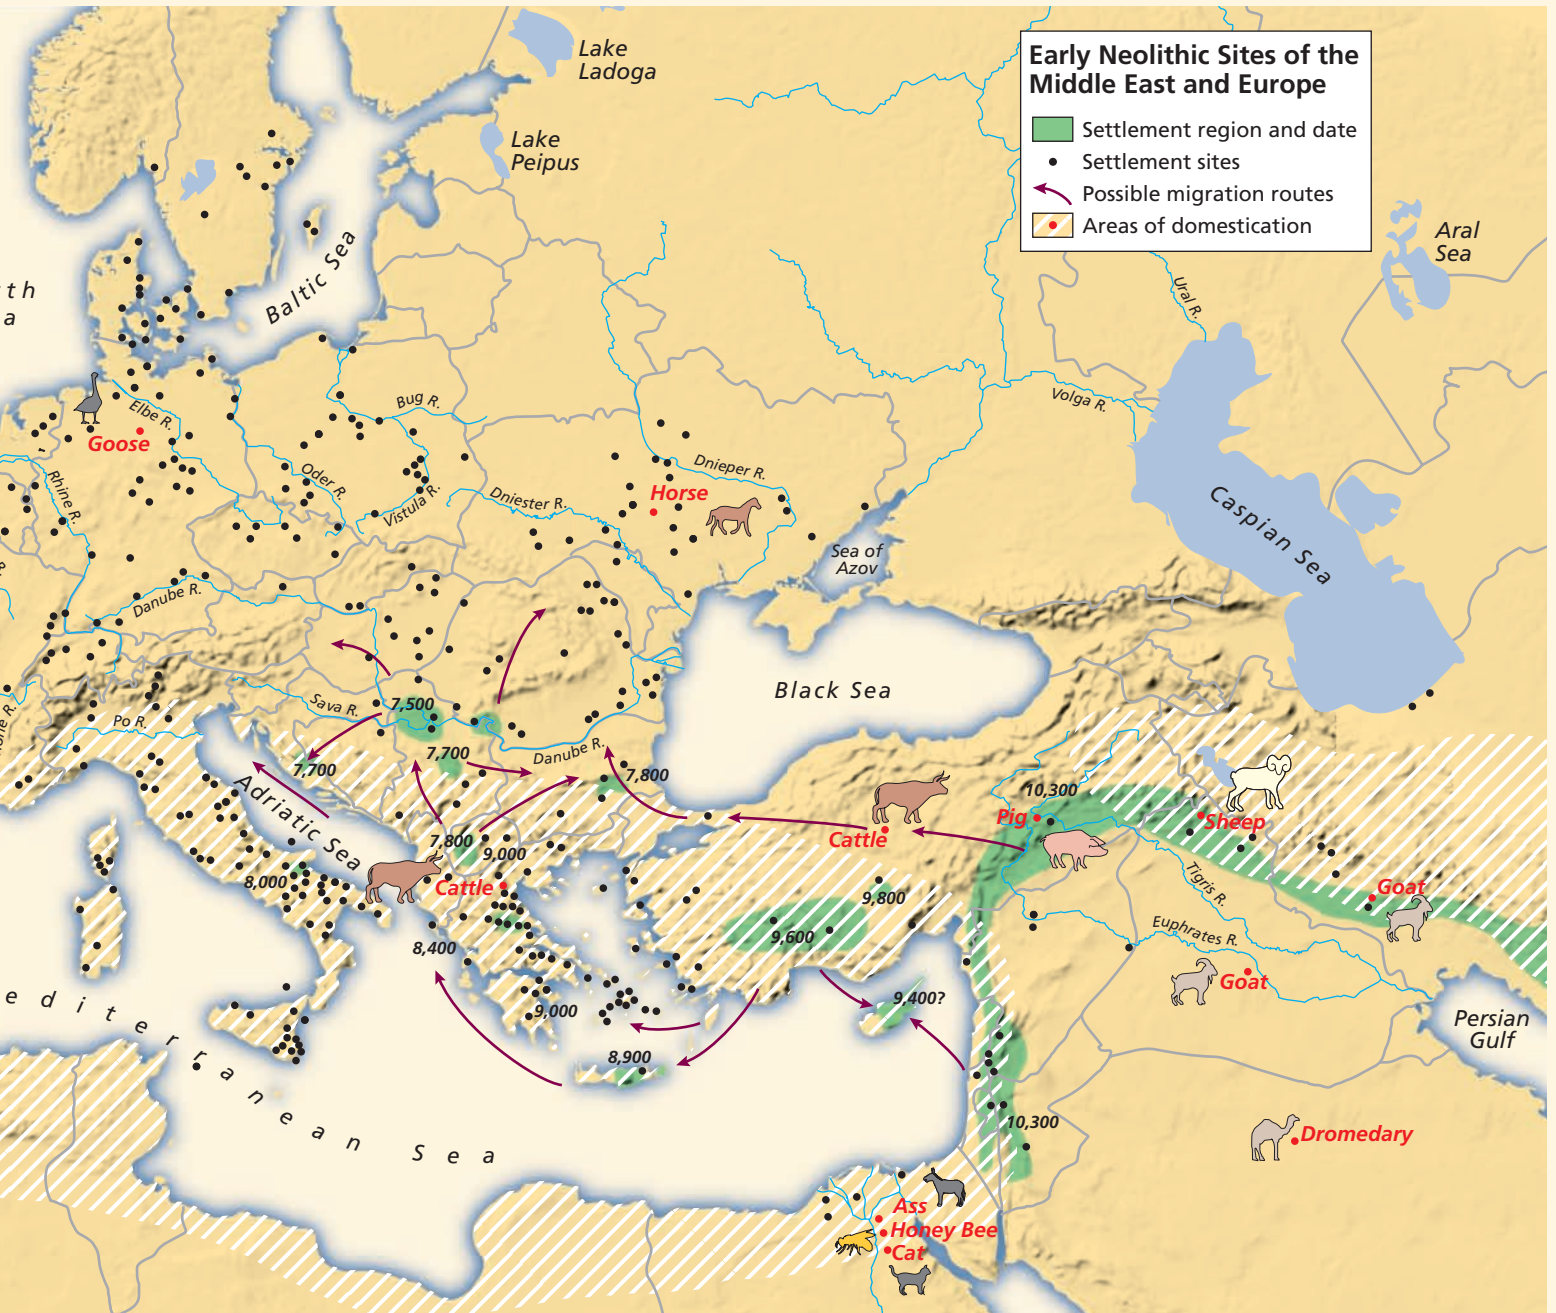 Early Neolithic Sites of the
Middle East and Europe
Settlement region and date
Settlement sites
Possible migration routes
Areas of domestication
Lake
Ladoga
Lake
Peipus
Aral
Sea
Ural R.
th
a
Baltic Sea
Volga R.
Bug R.
Elbe R.
Goose
Rhine R.
Oder R.
Vistula R.
Dniester R.
Dnieper R.
Horse
Caspian Sea
Sea of
Azov
R.
Danube R.
Black Sea
Sava R.
7,500
Po R.
one R.
7,700
7,700
Danube R.
7,800
Adriatic Sea
7,800
9,000
8,000
Cattle
Cattle
10,300
Pig
Sheep
Goat
Tigris R.
9,800
9,600
8,400
Euphrates R.
Goat
9,400?
9,000
8,900
Persian
Gulf
editerranean Sea
10,300
Dromedary
Ass
Honey Bee
Cat